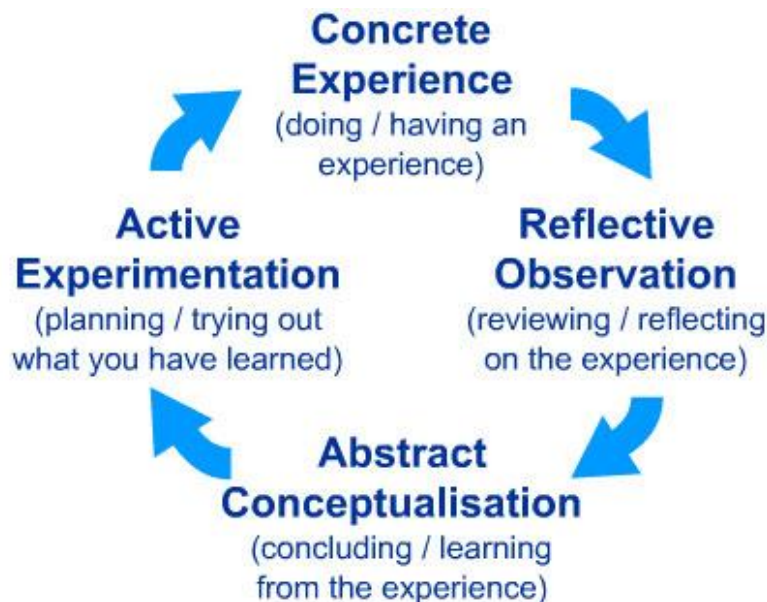 Concrete
Experience
(doing / having an
experience)
Reflective
Observation
(reviewing / reflecting
on the experience)
Abstract
Conceptualisation
(concluding / learning
from the experience)
Active
Experimentation
(planning / trying out
what you have learned)